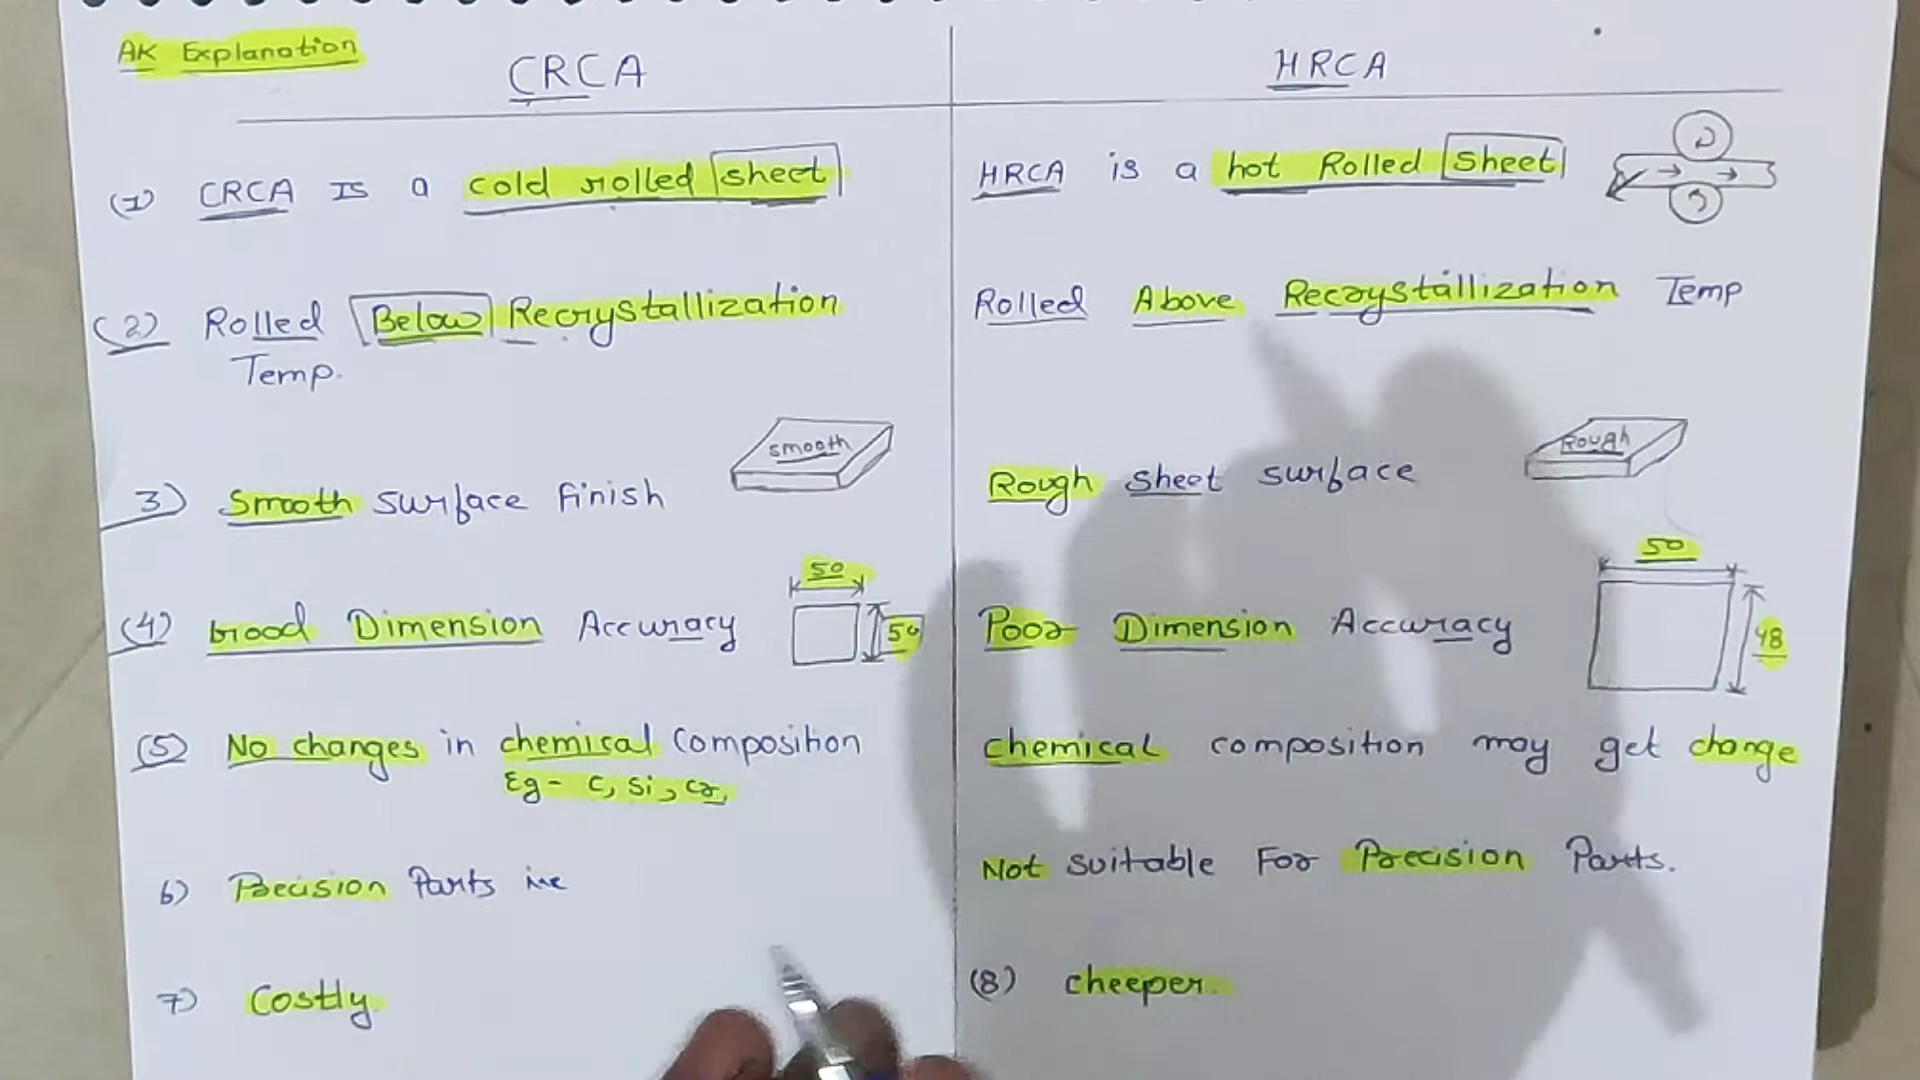 AK Explanation
CRCA
HRCA
(1) CRCA IS a cold rolled sheet
HRCA is a hot Rolled Sheet
(2) Rolled Below Recrystallization
Temp.
Rolled Above Recrystallization Temp
smooth
3) Smooth surface Finish
Rough sheet surface
Rough
50
50
(4) Good Dimension Accuracy
50
Poor Dimension Accuracy
48
(5) No changes in chemical Composition
Eg- C, Si, Cr,
chemical composition may get change
6) Precision Parts
Not suitable For Precision Parts.
7) Costly.
(8) cheeper.